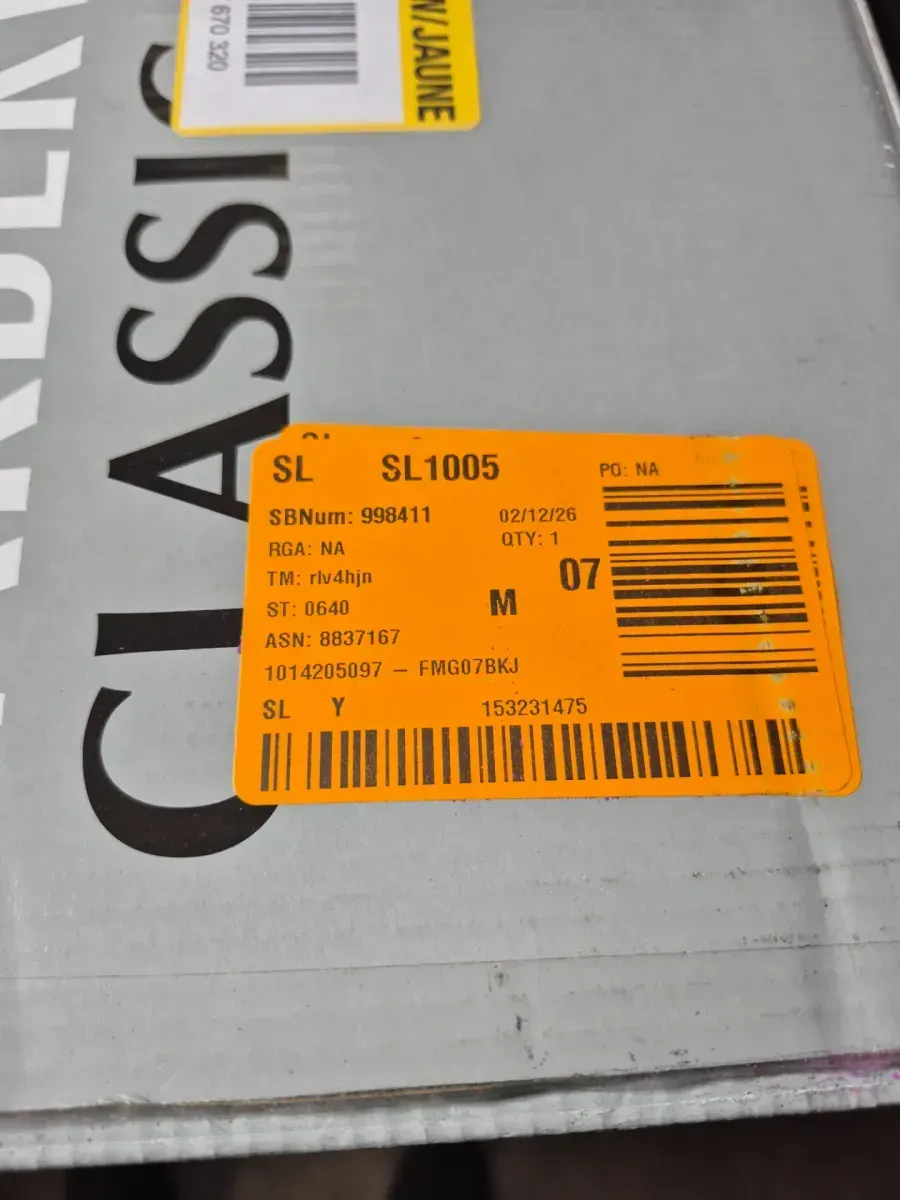 670 320
N/JAUNE
CLASSIC
SL SL1005 PO: NA
SBNum: 998411 02/12/26
RGA: NA QTY: 1
TM: rlv4hjn 07
ST: 0640 M
ASN: 8837167
1014205097 – FMG07BKJ
SL Y 153231475